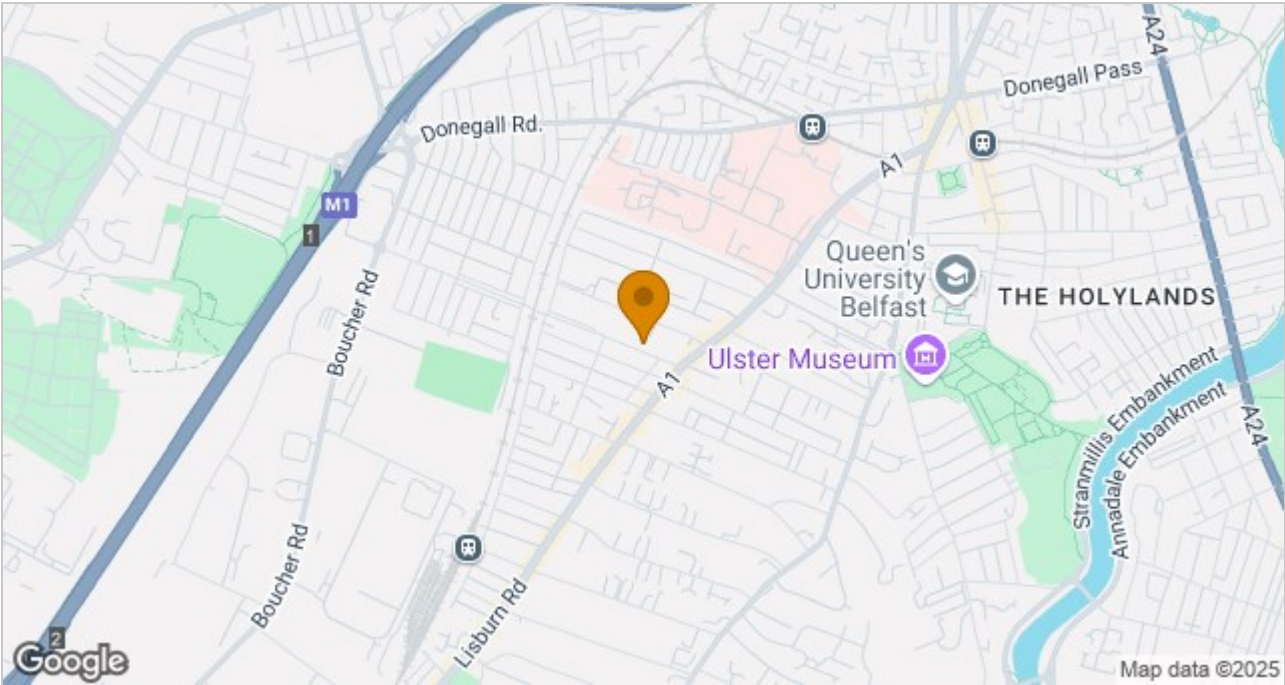 A24
Donegall Pass
Donegall Rd.
A1
M1
1
Queen's
University
Belfast
THE HOLYLANDS
Boucher Rd
Ulster Museum
A1
Stranmillis Embankment
Annadale Embankment
A24
Boucher Rd
Lisburn Rd
2
Google
Map data ©2025